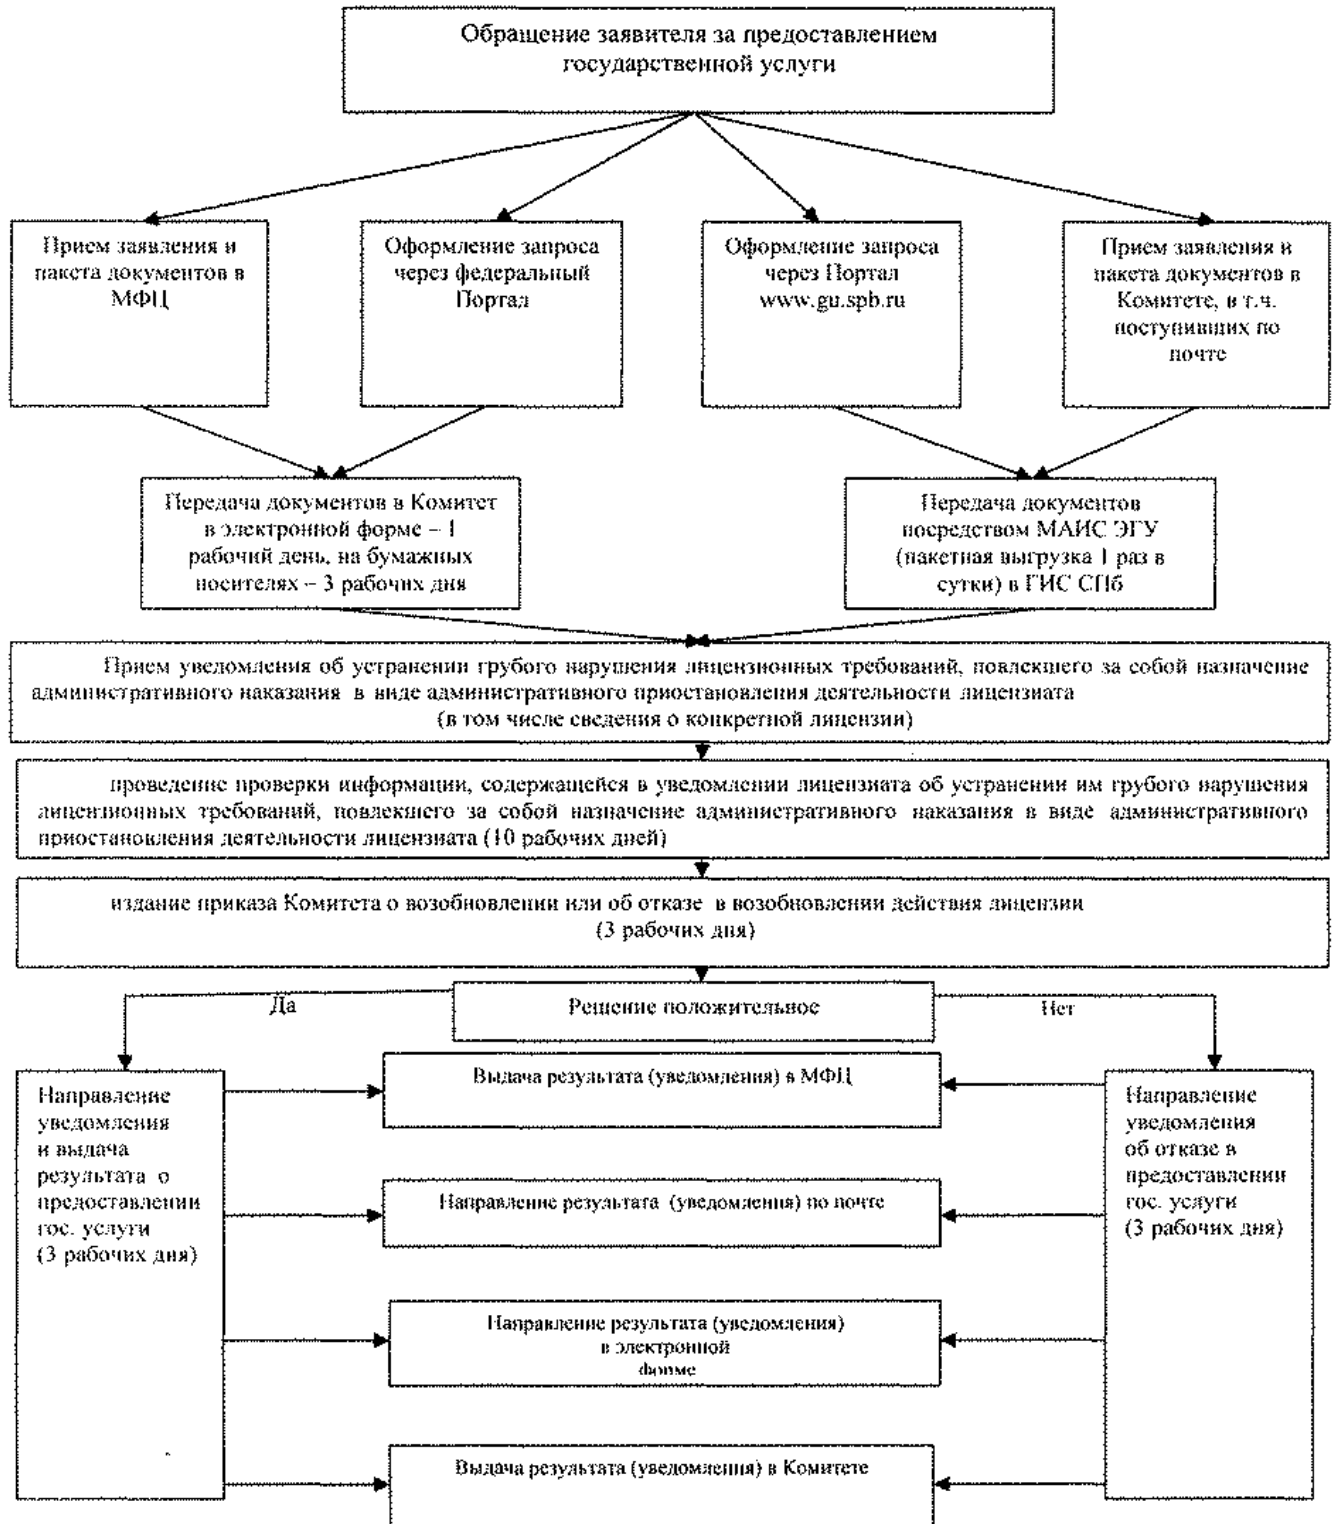 Обращение заявителя за предоставлением
государственной услуги
Прием заявления и
пакета документов в
МФЦ
Оформление запроса
через федеральный
Портал
Оформление запроса
через Портал
www.gu.spb.ru
Прием заявления и
пакета документов в
Комитете, в т.ч.
поступивших по
почте
Передача документов в Комитет
в электронной форме – 1
рабочий день, на бумажных
носителях – 3 рабочих дня
Передача документов
посредством МАИС ЭГУ
(пакетная выгрузка 1 раз в
сутки) в ГИС СПб
Прием уведомления об устранении грубого нарушения лицензионных требований, повлекшего за собой назначение
административного наказания в виде административного приостановления деятельности лицензиата
(в том числе сведения о конкретной лицензии)
проведение проверки информации, содержащейся в уведомлении лицензиата об устранении им грубого нарушения
лицензионных требований, повлекшего за собой назначение административного наказания в виде административного
приостановления деятельности лицензиата (10 рабочих дней)
издание приказа Комитета о возобновлении или об отказе в возобновлении действия лицензии
(3 рабочих дня)
Да
Решение положительное
Нет
Направление
уведомления
и выдача
результата о
предоставлении
гос. услуги
(3 рабочих дня)
Выдача результата (уведомления) в МФЦ
Направление результата (уведомления) по почте
Направление результата (уведомления)
в электронной
форме
Выдача результата (уведомления) в Комитете
Направление
уведомления
об отказе в
предоставлении
гос. услуги
(3 рабочих дня)